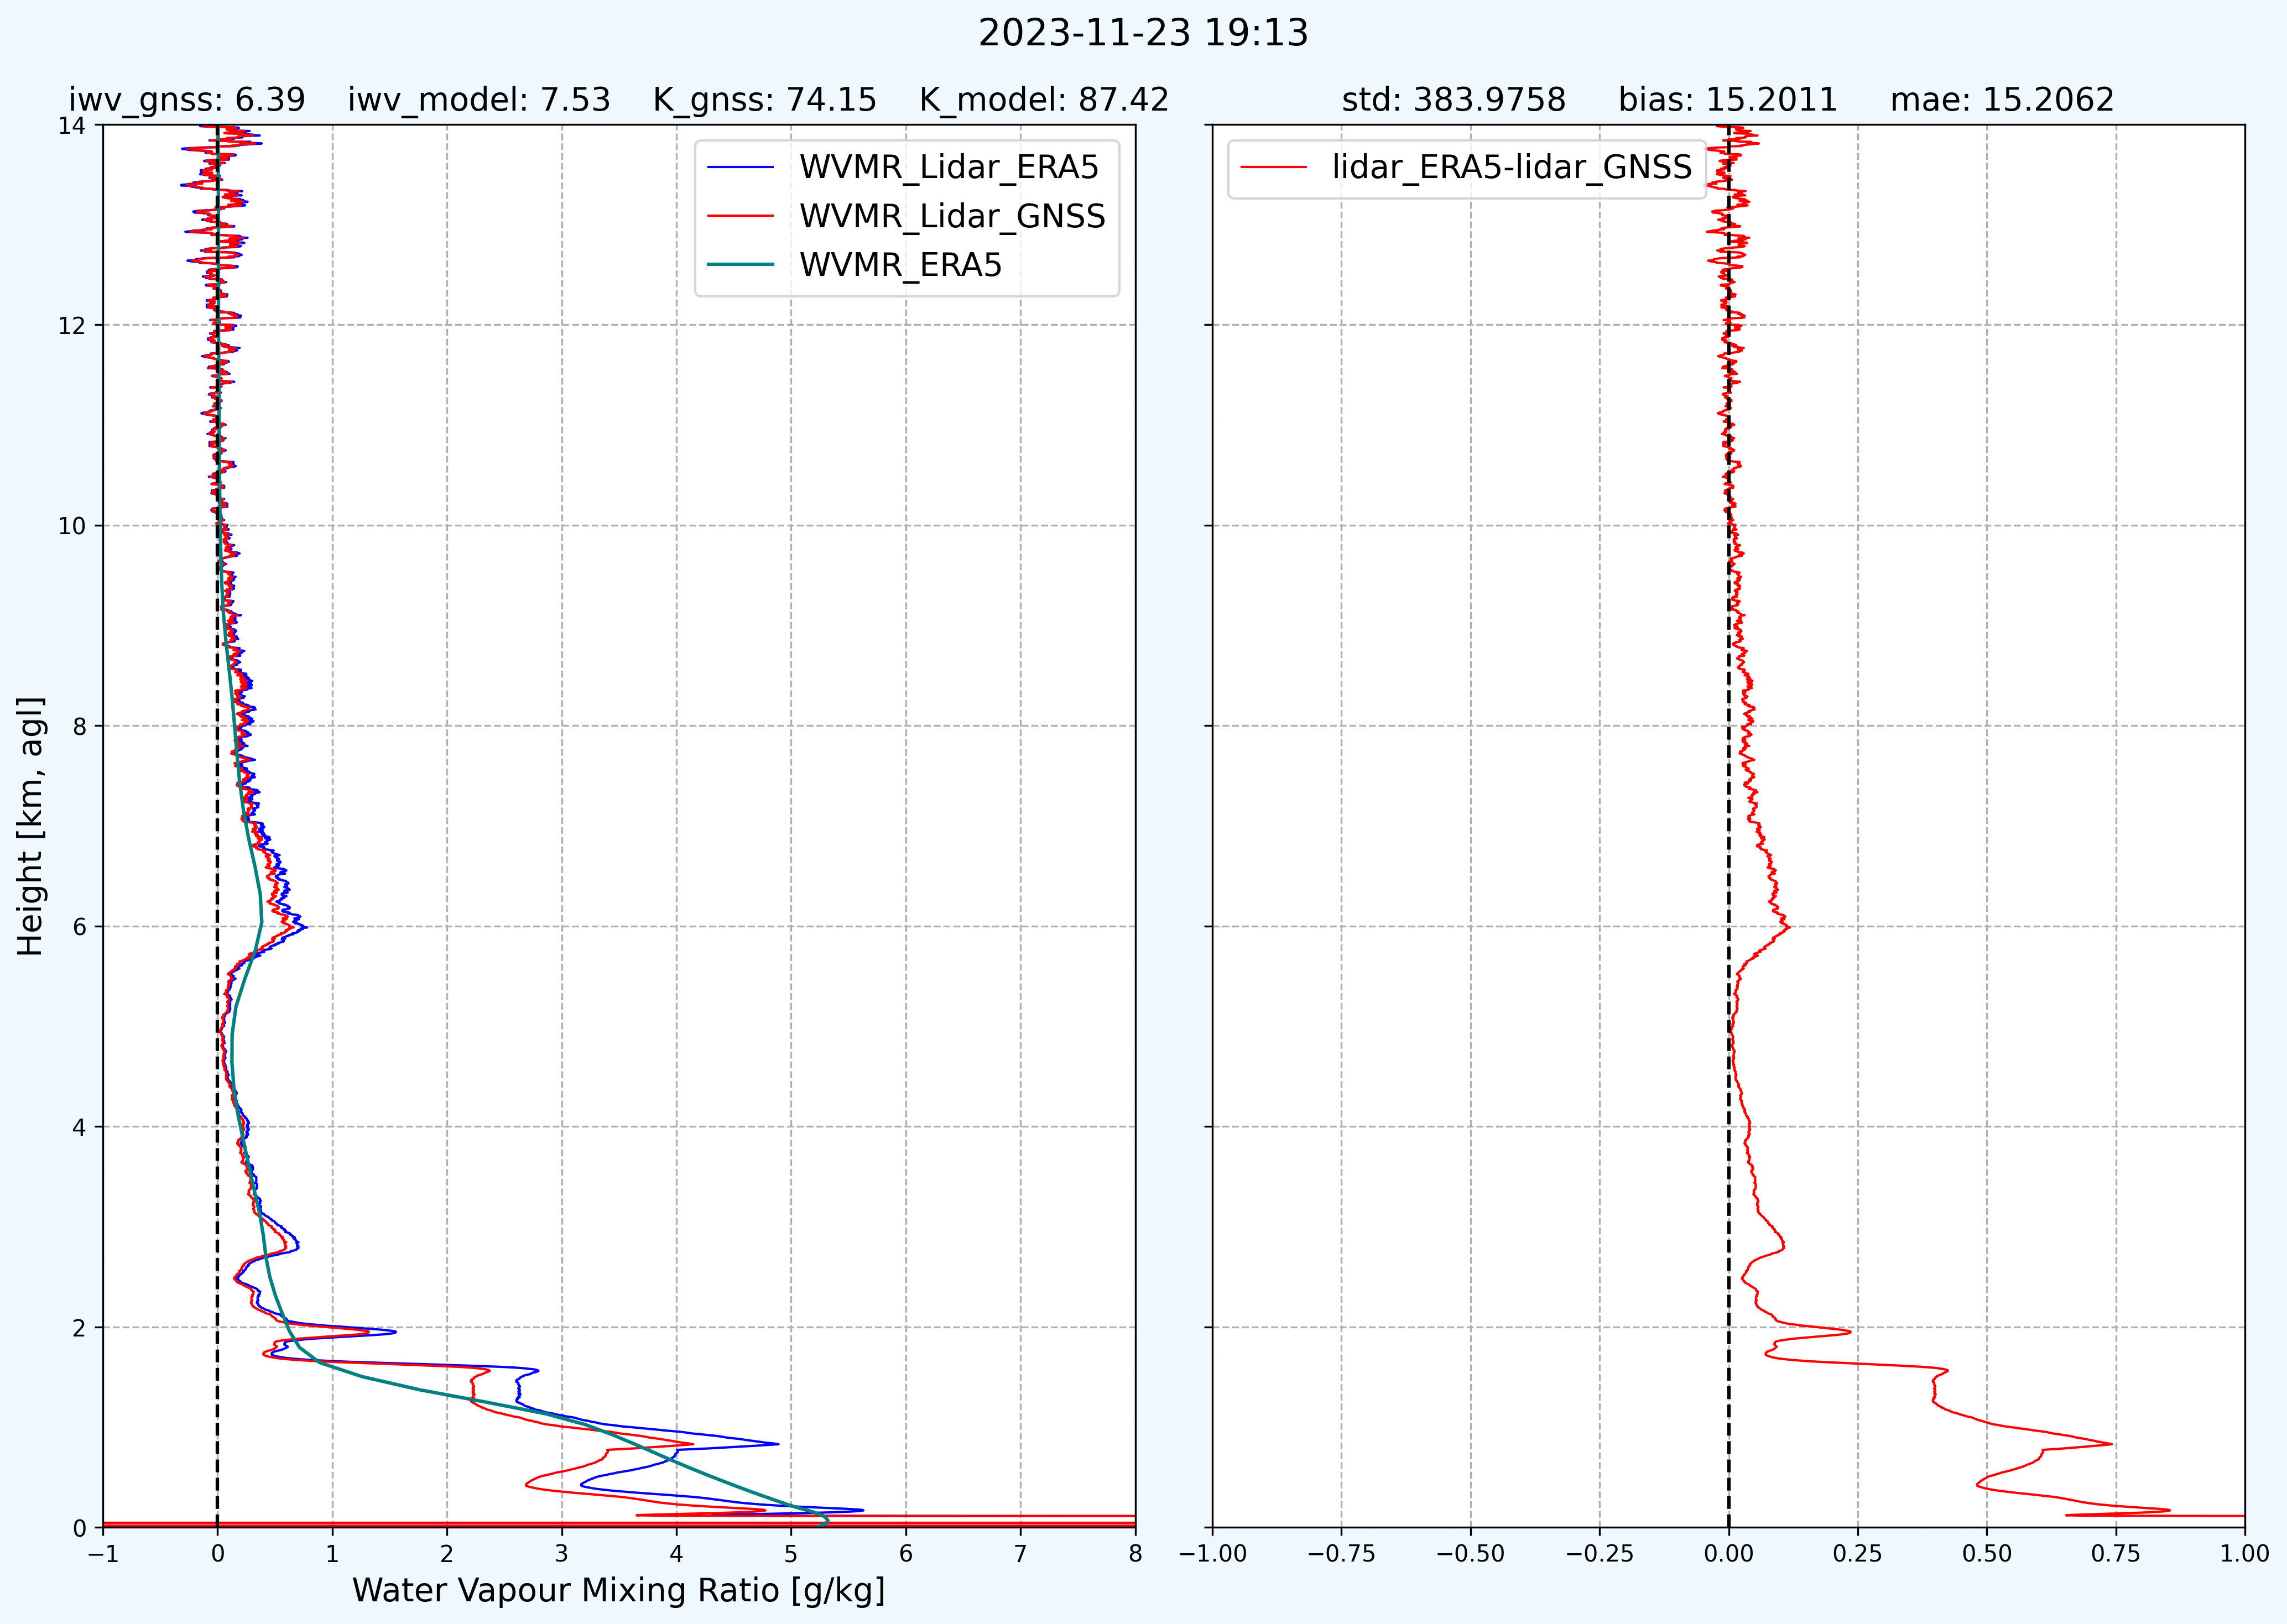 2023-11-23 19:13
iwv_gnss: 6.39 iwv_model: 7.53 K_gnss: 74.15 K_model: 87.42
std: 383.9758 bias: 15.2011 mae: 15.2062
WVMR_Lidar_ERA5
WVMR_Lidar_GNSS
WVMR_ERA5
lidar_ERA5-lidar_GNSS
14
12
10
8
6
4
2
0
Height [km, agl]
−1 0 1 2 3 4 5 6 7 8
Water Vapour Mixing Ratio [g/kg]
−1.00 −0.75 −0.50 −0.25 0.00 0.25 0.50 0.75 1.00